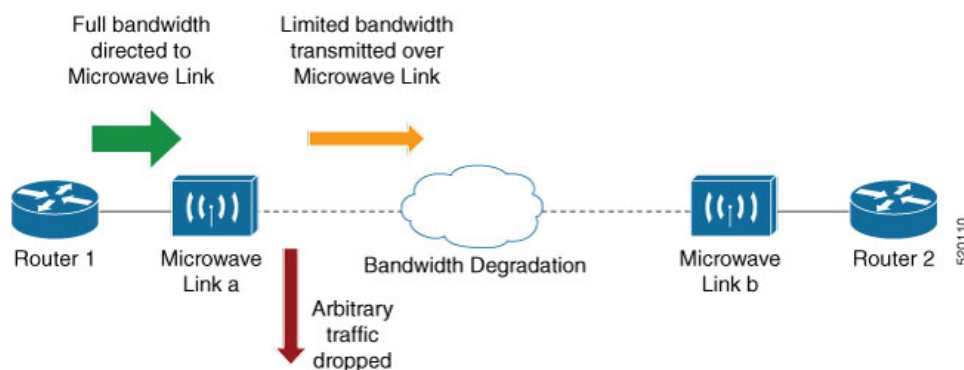 Full bandwidth
directed to
Microwave Link
Limited bandwidth
transmitted over
Microwave Link
Router 1
Microwave
Link a
Bandwidth Degradation
Microwave
Link b
Router 2
Arbitrary
traffic
dropped
520110